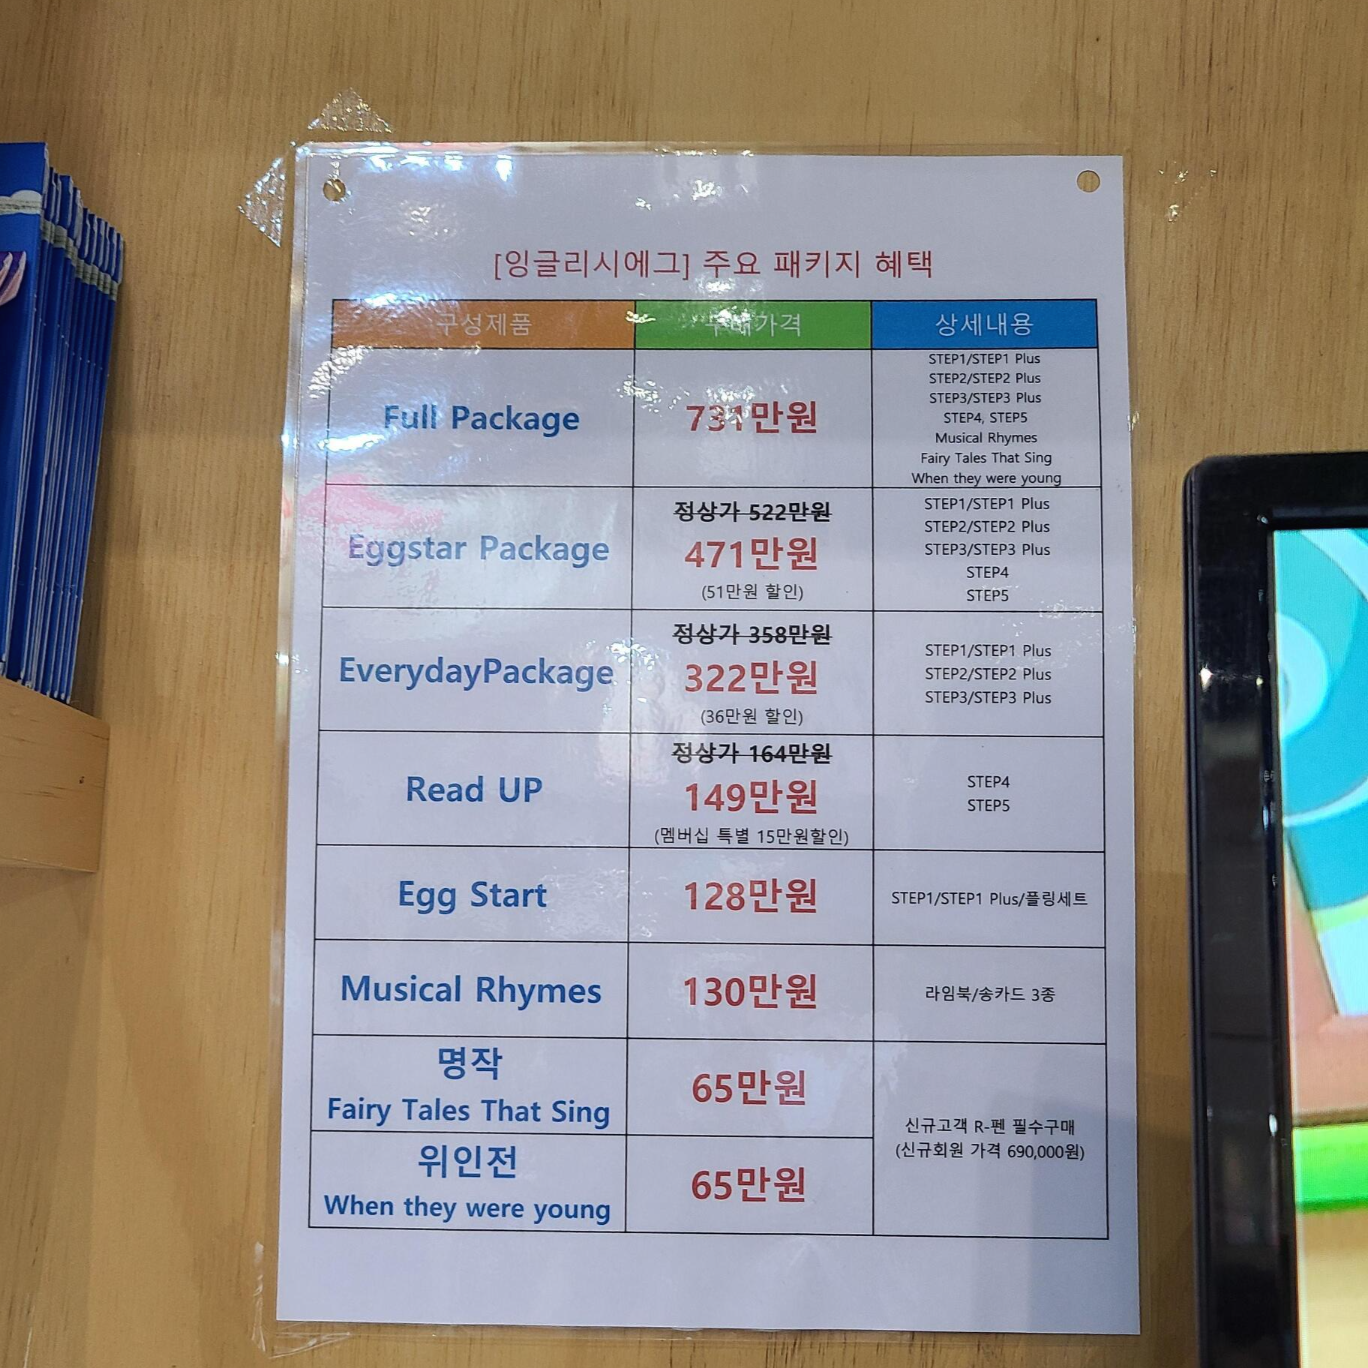 [잉글리시에그] 주요 패키지 혜택
구성제품
구매가격
상세내용
Full Package
731만원
STEP1/STEP1 Plus
STEP2/STEP2 Plus
STEP3/STEP3 Plus
STEP4, STEP5
Musical Rhymes
Fairy Tales That Sing
When they were young
Eggstar Package
정상가 522만원
471만원
(51만원 할인)
STEP1/STEP1 Plus
STEP2/STEP2 Plus
STEP3/STEP3 Plus
STEP4
STEP5
EverydayPackage
정상가 358만원
322만원
(36만원 할인)
STEP1/STEP1 Plus
STEP2/STEP2 Plus
STEP3/STEP3 Plus
Read UP
정상가 164만원
149만원
(멤버십 특별 15만원할인)
STEP4
STEP5
Egg Start
128만원
STEP1/STEP1 Plus/플링세트
Musical Rhymes
130만원
라임북/송카드 3종
명작
Fairy Tales That Sing
65만원
신규고객 R-펜 필수구매
(신규회원 가격 690,000원)
위인전
When they were young
65만원